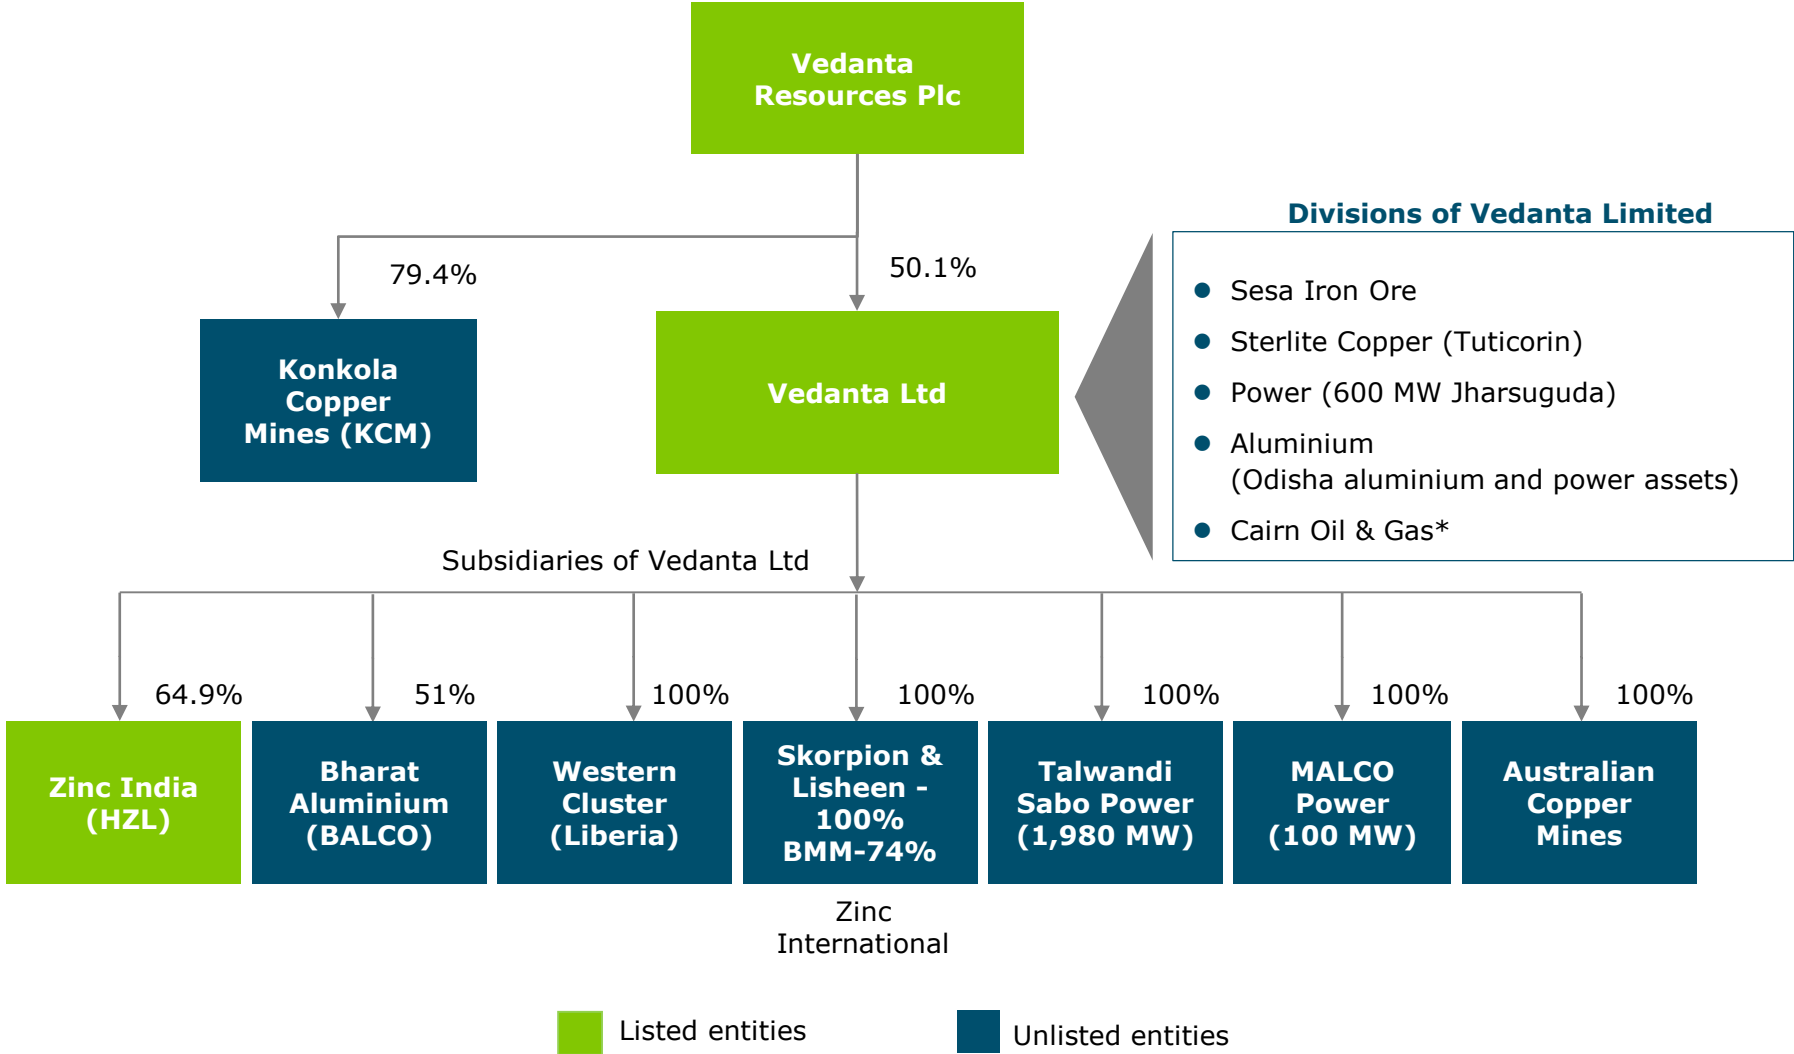 Vedanta
Resources Plc
79.4%
50.1%
Konkola
Copper
Mines (KCM)
Vedanta Ltd
Divisions of Vedanta Limited
Sesa Iron Ore
Sterlite Copper (Tuticorin)
Power (600 MW Jharsuguda)
Aluminium
(Odisha aluminium and power assets)
Cairn Oil & Gas*
Subsidiaries of Vedanta Ltd
64.9%
51%
100%
100%
100%
100%
100%
Zinc India
(HZL)
Bharat
Aluminium
(BALCO)
Western
Cluster
(Liberia)
Skorpion &
Lisheen -
100%
BMM-74%
Talwandi
Sabo Power
(1,980 MW)
MALCO
Power
(100 MW)
Australian
Copper
Mines
Zinc
International
Listed entities
Unlisted entities